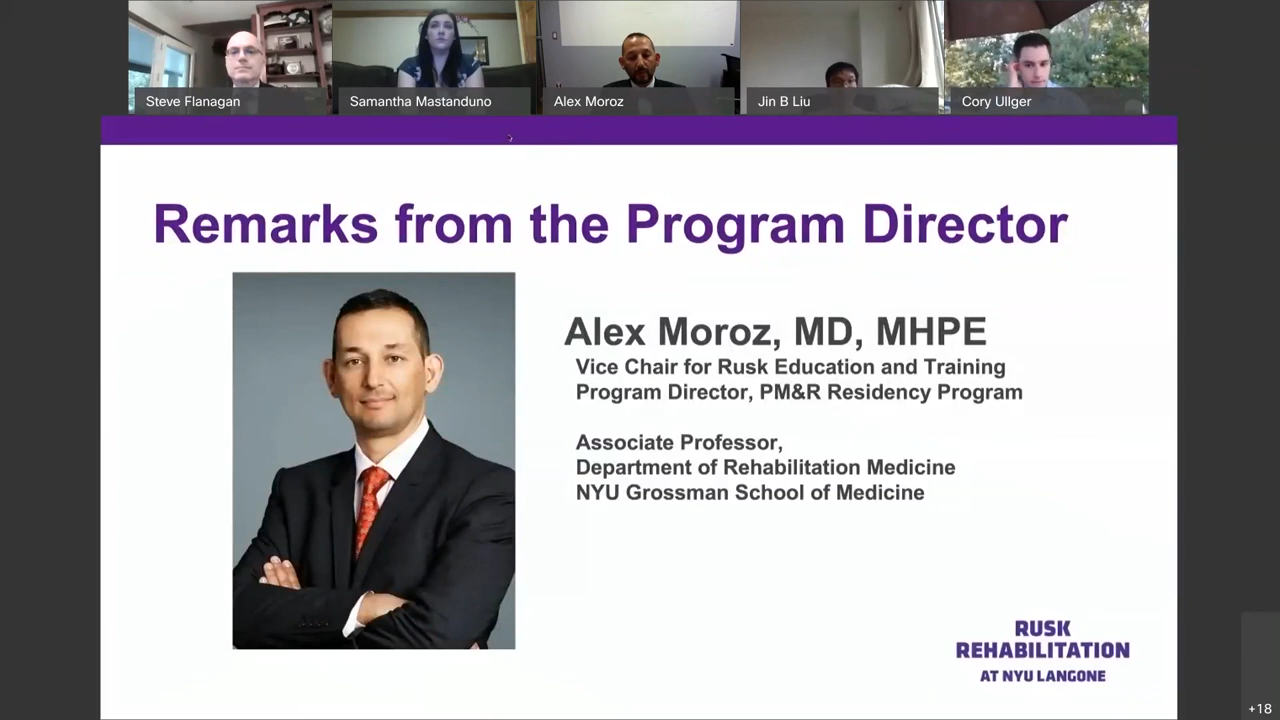 Steve Flanagan
Samantha Mastanduno
Alex Moroz
Jin B Liu
Cory Ullger
Remarks from the Program Director
Alex Moroz, MD, MHPE
Vice Chair for Rusk Education and Training
Program Director, PM&R Residency Program
Associate Professor,
Department of Rehabilitation Medicine
NYU Grossman School of Medicine
RUSK
REHABILITATION
AT NYU LANGONE
+18